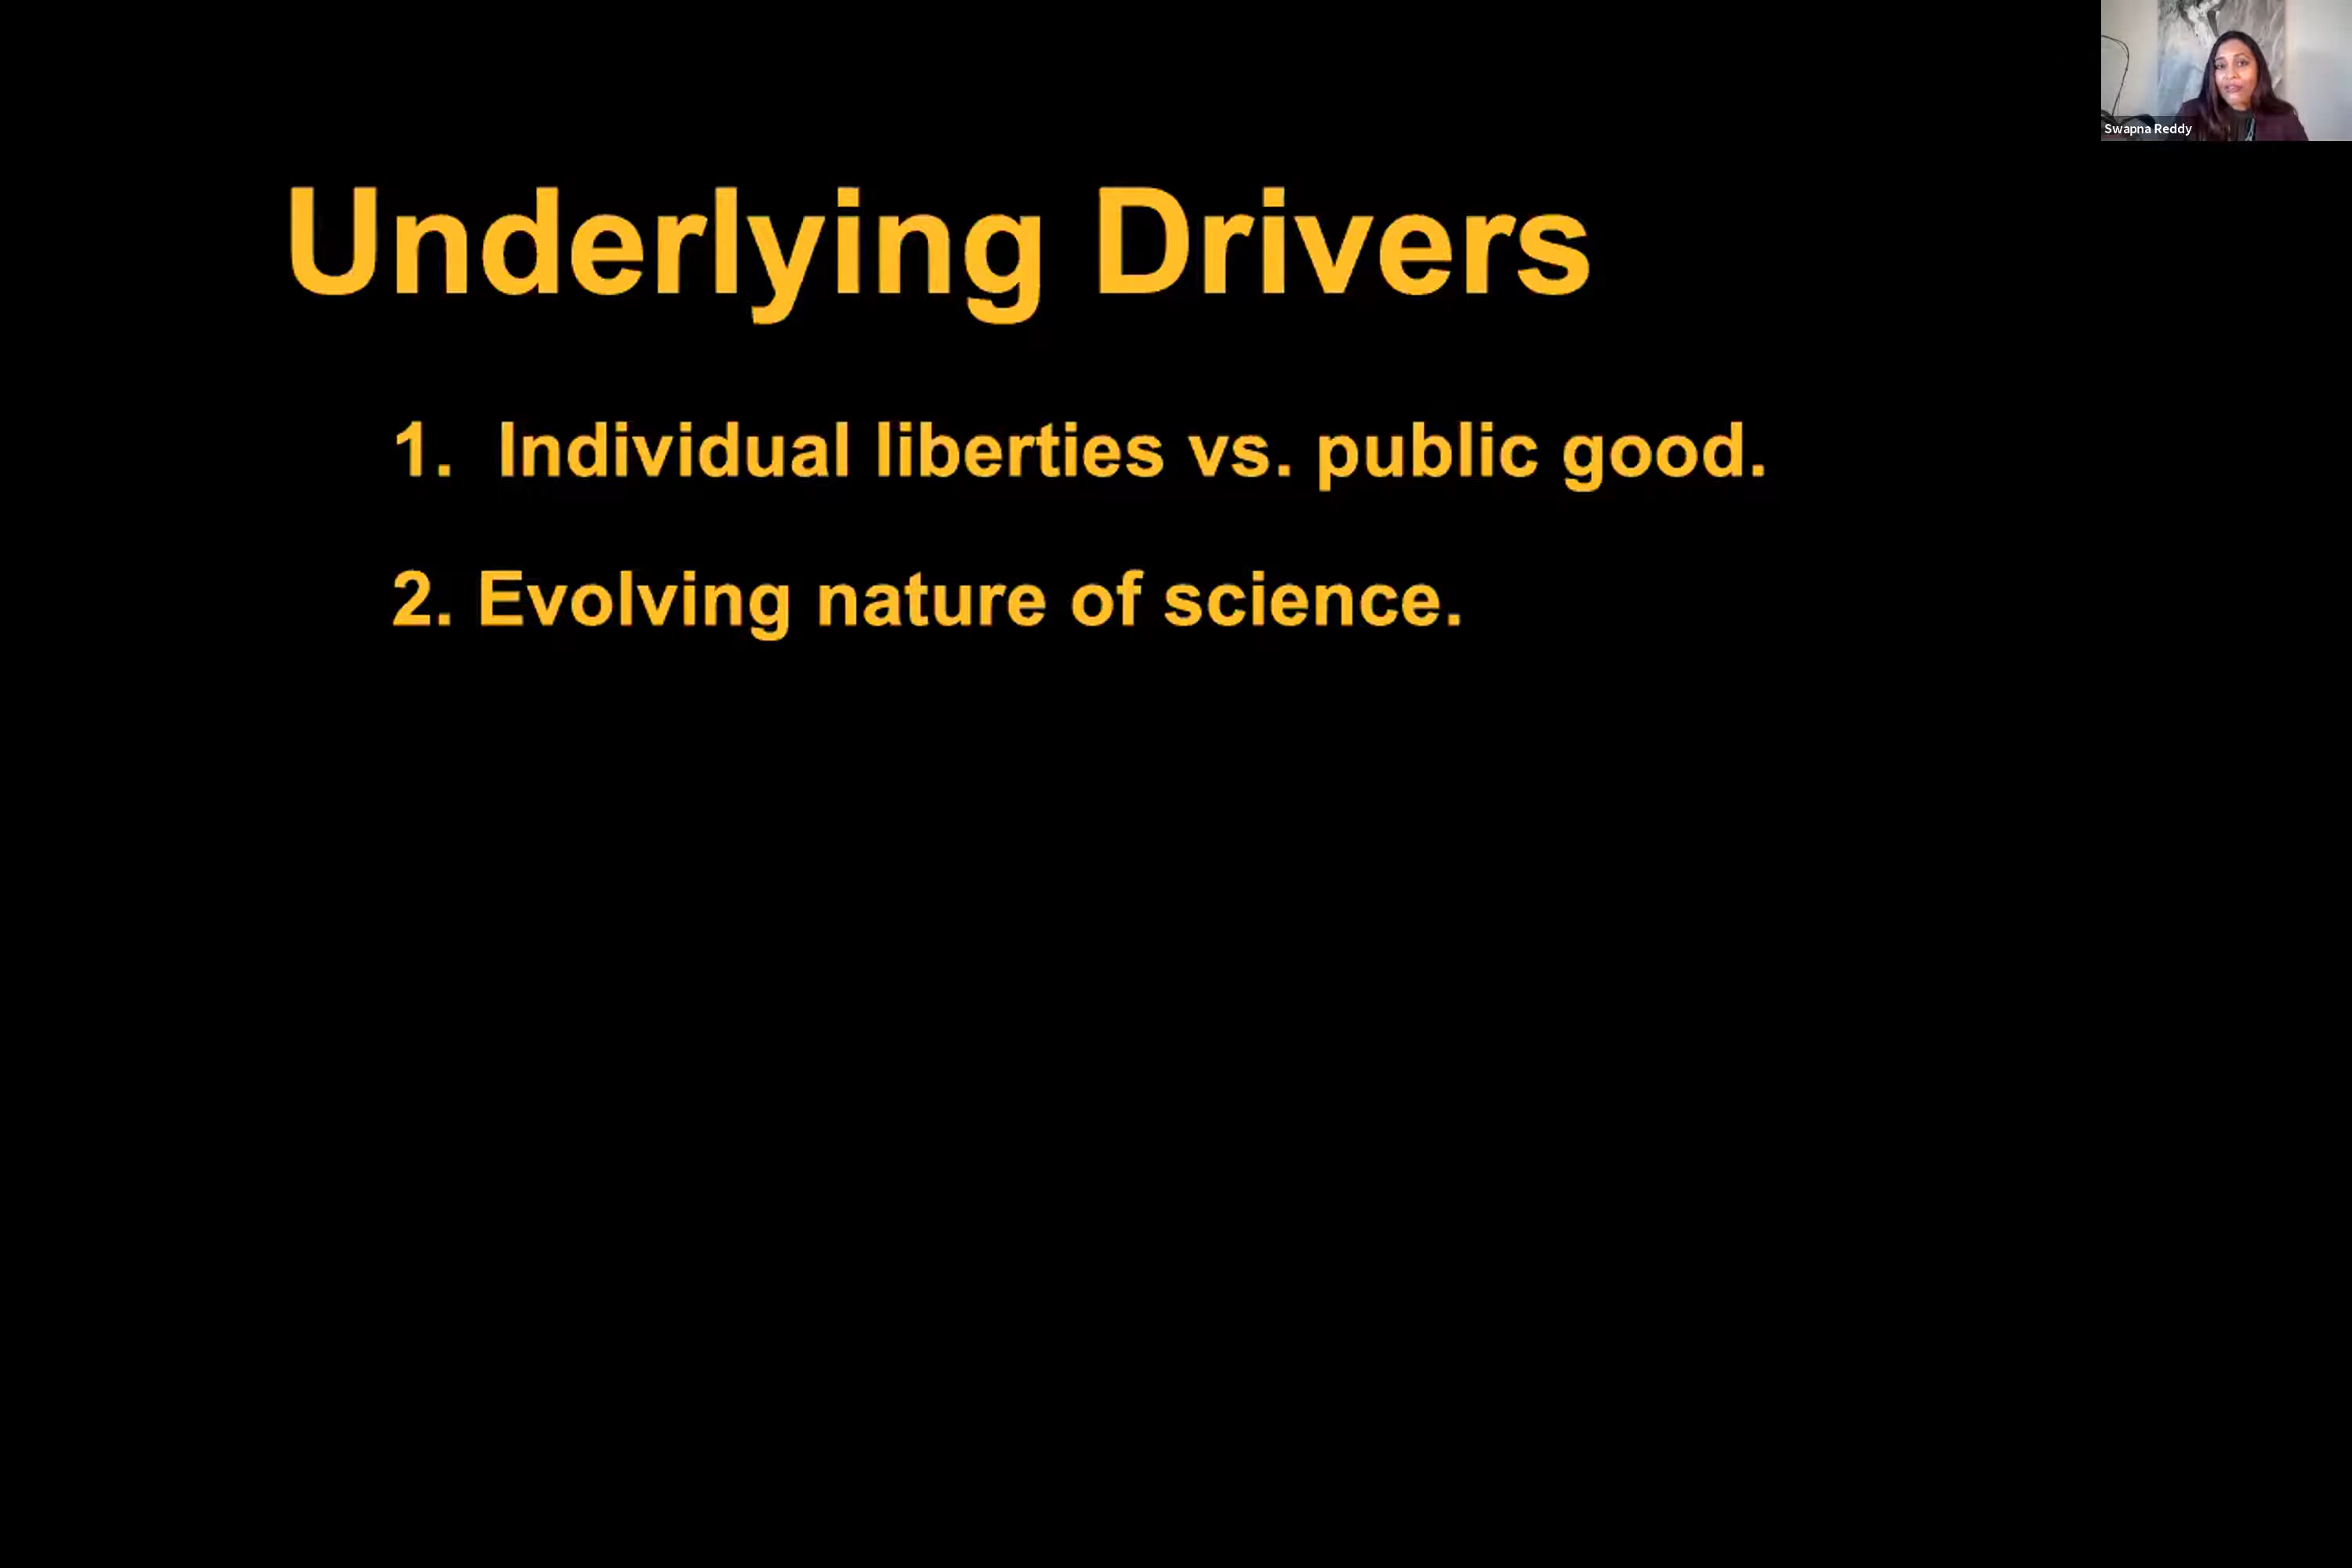 Swapna Reddy
Underlying Drivers
1. Individual liberties vs. public good.
2. Evolving nature of science.